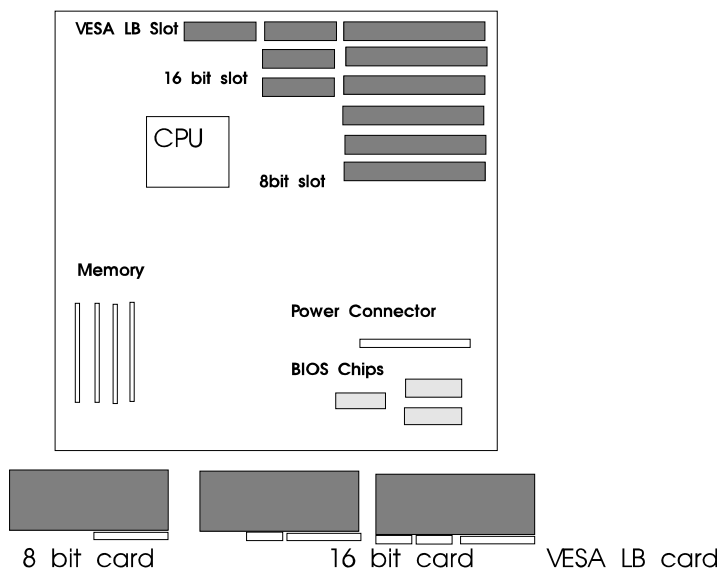 VESA LB Slot
16 bit slot
CPU
8bit slot
Memory
Power Connector
BIOS Chips
8 bit card
16 bit card
VESA LB card